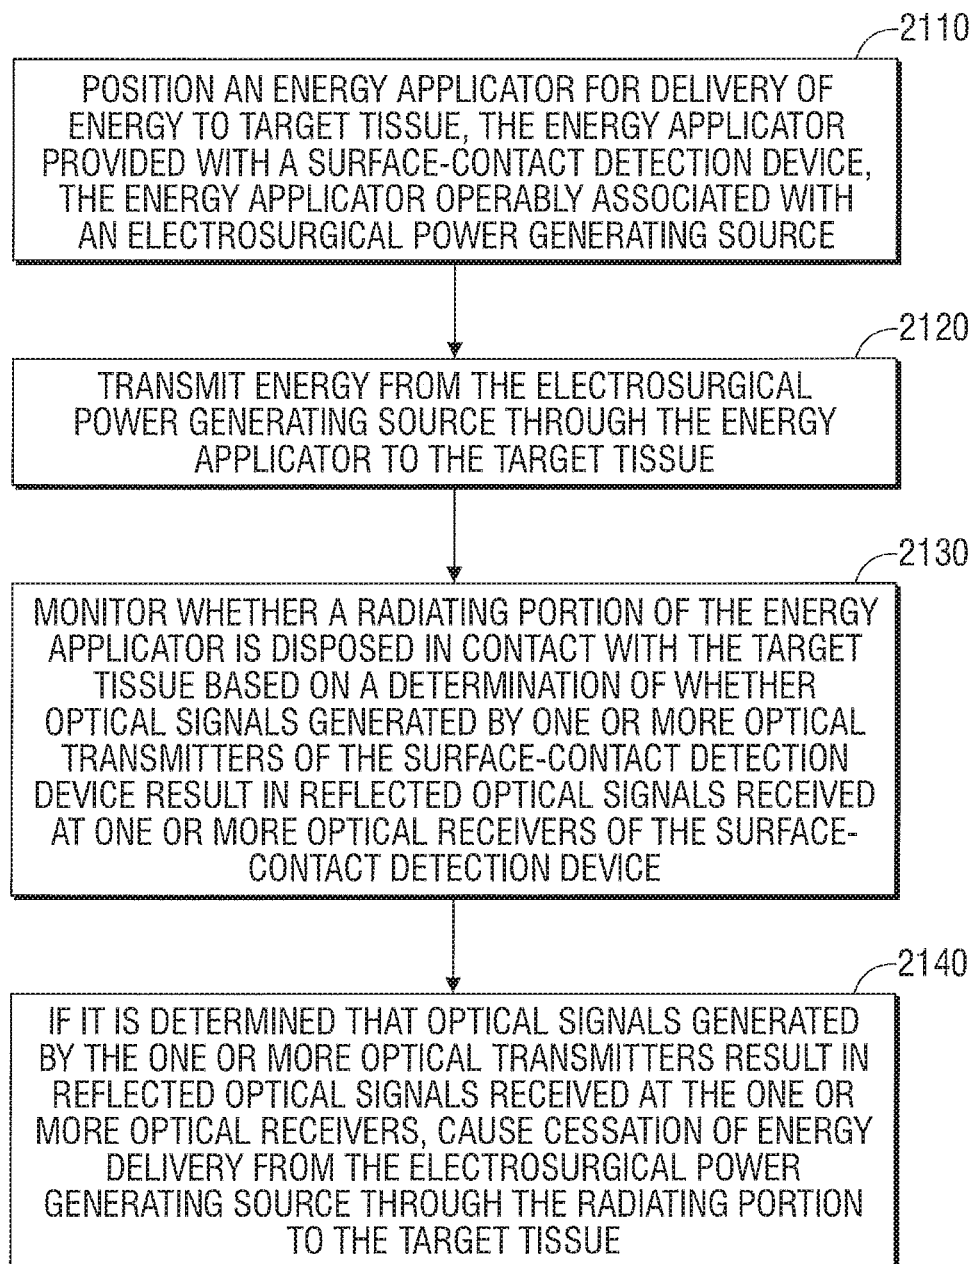 2110
POSITION AN ENERGY APPLICATOR FOR DELIVERY OF
ENERGY TO TARGET TISSUE, THE ENERGY APPLICATOR
PROVIDED WITH A SURFACE-CONTACT DETECTION DEVICE,
THE ENERGY APPLICATOR OPERABLY ASSOCIATED WITH
AN ELECTROSURGICAL POWER GENERATING SOURCE
2120
TRANSMIT ENERGY FROM THE ELECTROSURGICAL
POWER GENERATING SOURCE THROUGH THE ENERGY
APPLICATOR TO THE TARGET TISSUE
2130
MONITOR WHETHER A RADIATING PORTION OF THE ENERGY
APPLICATOR IS DISPOSED IN CONTACT WITH THE TARGET
TISSUE BASED ON A DETERMINATION OF WHETHER
OPTICAL SIGNALS GENERATED BY ONE OR MORE OPTICAL
TRANSMITTERS OF THE SURFACE-CONTACT DETECTION
DEVICE RESULT IN REFLECTED OPTICAL SIGNALS RECEIVED
AT ONE OR MORE OPTICAL RECEIVERS OF THE SURFACE-
CONTACT DETECTION DEVICE
2140
IF IT IS DETERMINED THAT OPTICAL SIGNALS GENERATED
BY THE ONE OR MORE OPTICAL TRANSMITTERS RESULT IN
REFLECTED OPTICAL SIGNALS RECEIVED AT THE ONE OR
MORE OPTICAL RECEIVERS, CAUSE CESSATION OF ENERGY
DELIVERY FROM THE ELECTROSURGICAL POWER
GENERATING SOURCE THROUGH THE RADIATING PORTION
TO THE TARGET TISSUE